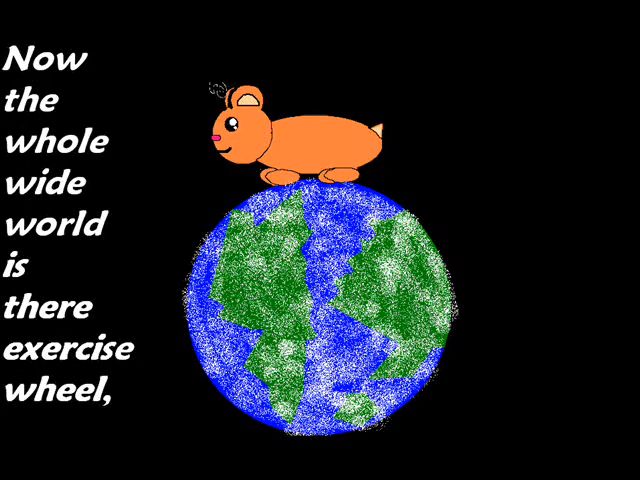 Now
the
whole
wide
world
is
there
exercise
wheel,